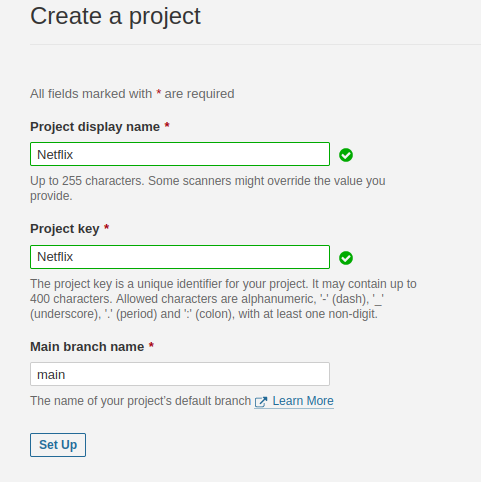 Create a project
All fields marked with * are required
Project display name *
Netflix
Up to 255 characters. Some scanners might override the value you
provide.
Project key *
Netflix
The project key is a unique identifier for your project. It may contain up to
400 characters. Allowed characters are alphanumeric, '-' (dash), '_'
(underscore), '.' (period) and ':' (colon), with at least one non-digit.
Main branch name *
main
The name of your project's default branch Learn More
Set Up